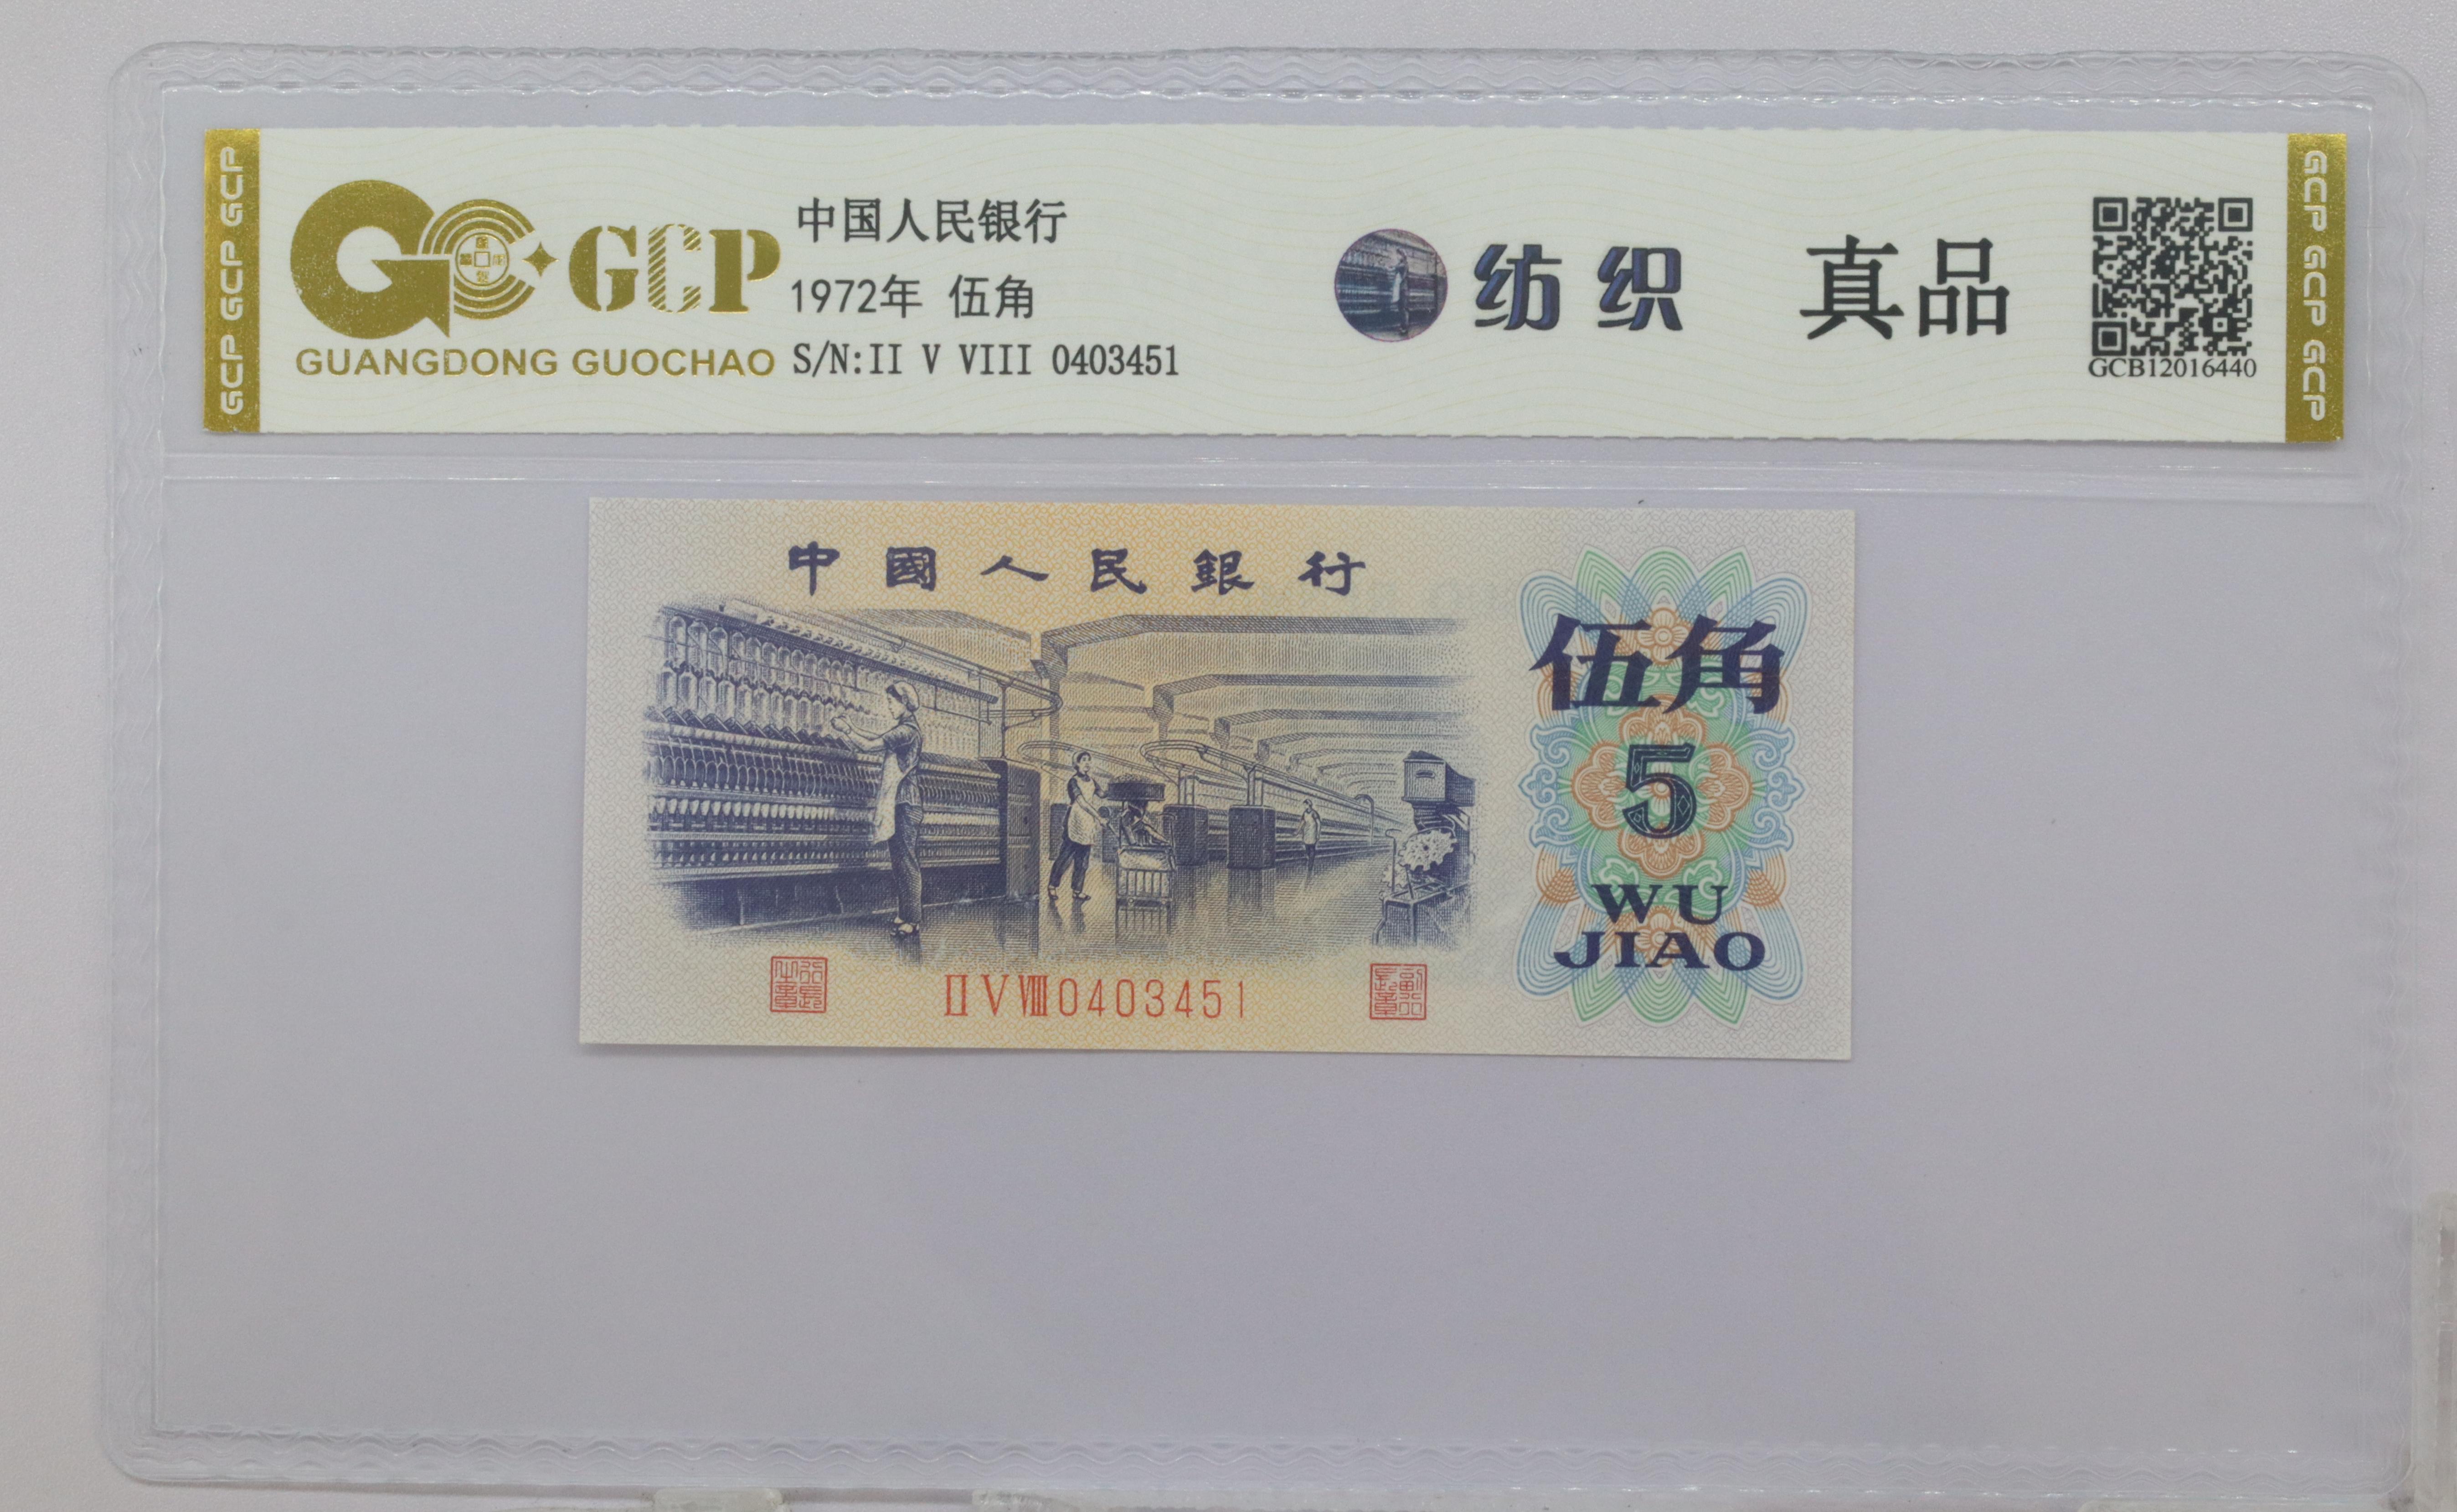 GCP GCP GCP
GCP
GUANGDONG GUOCHAO
中国人民银行
1972年 伍角
S/N:II V VIII 0403451
纺织
真品
GCB12016440
GCP GCP GCP
中國人民銀行
伍角
5
WU
JIAO
ⅡⅤⅧ0403451